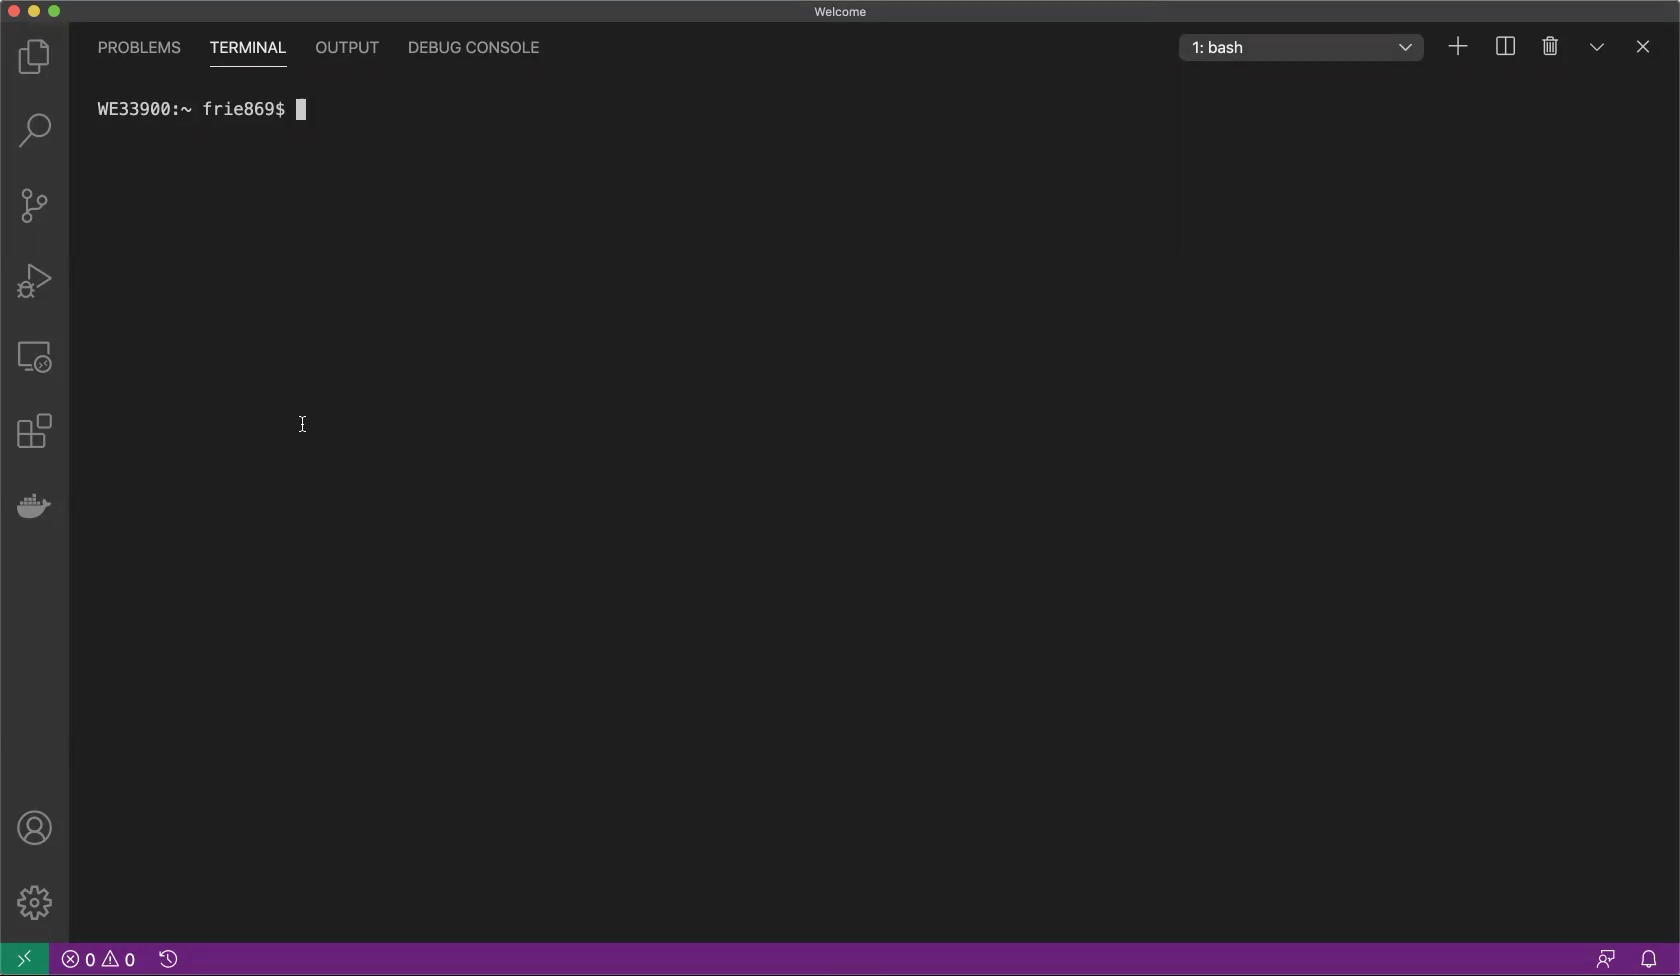 Welcome
PROBLEMS TERMINAL OUTPUT DEBUG CONSOLE 1: bash
WE33900:~ frie869$
0 0